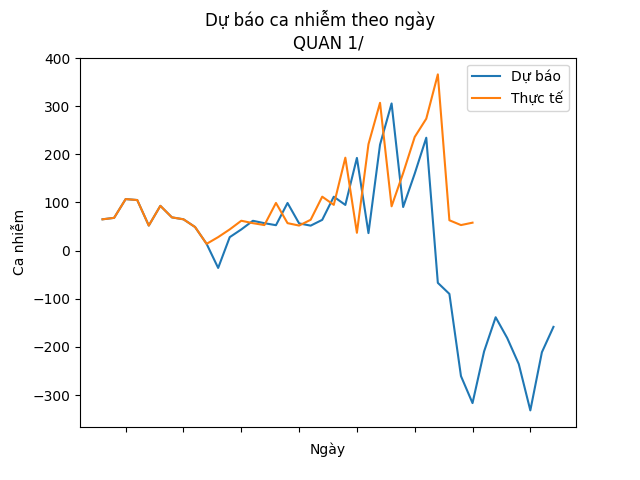 Dự báo ca nhiễm theo ngày
QUAN 1/
400
300
200
100
0
−100
−200
−300
Ca nhiễm
Ngày
Dự báo
Thực tế